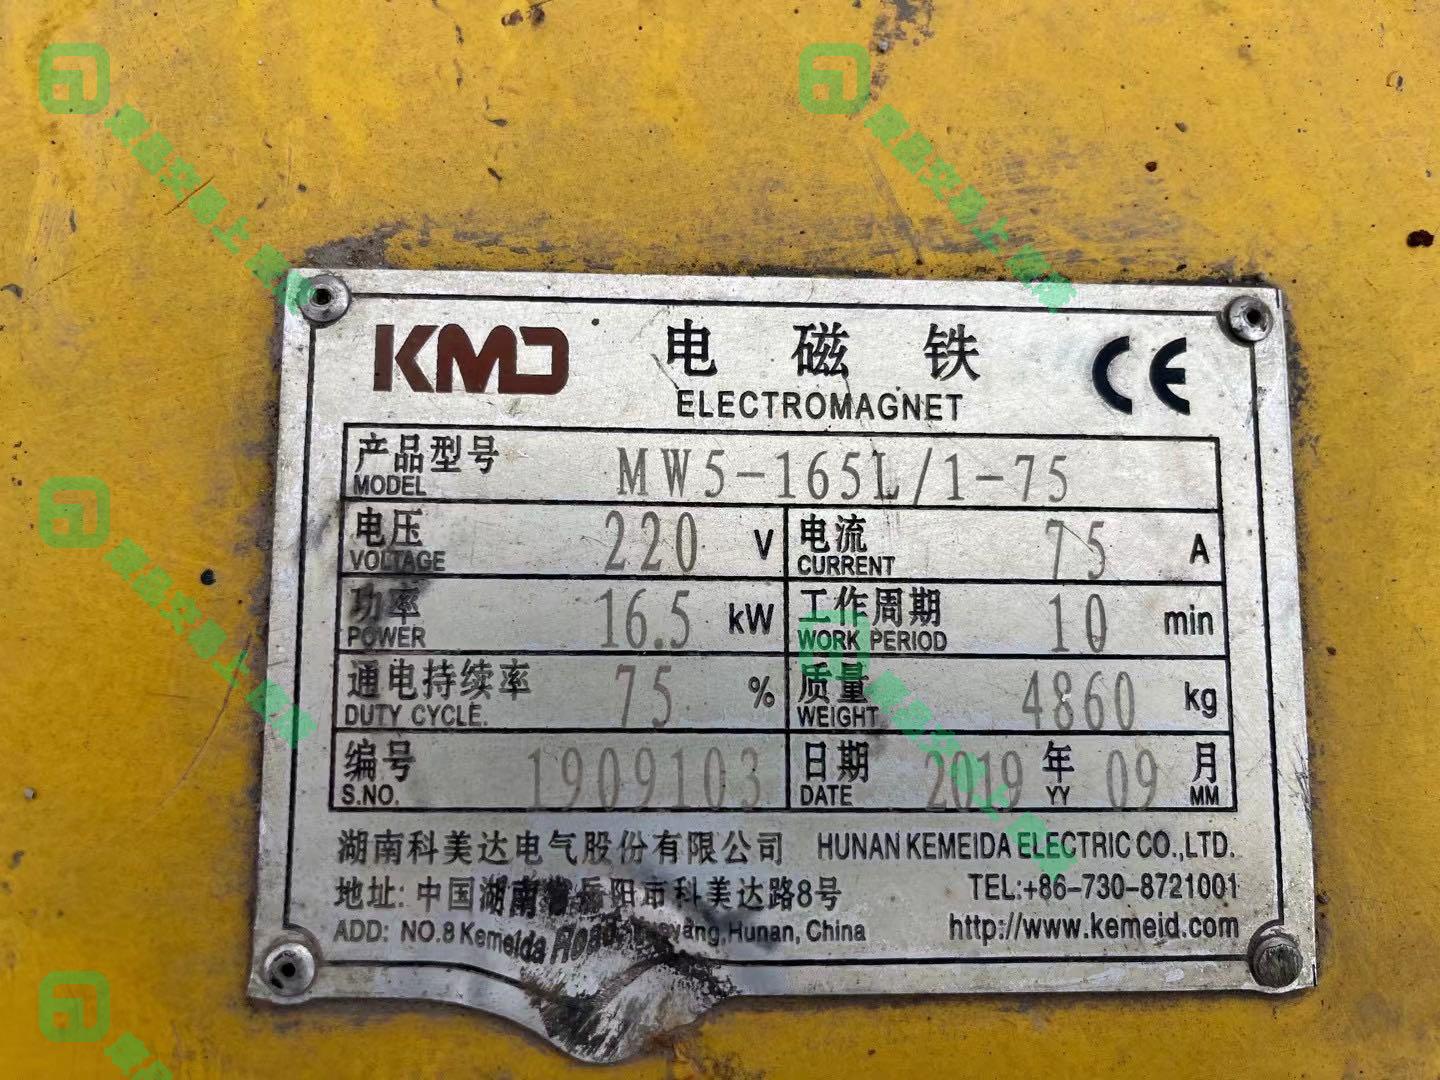 KMD 电磁铁 CE
ELECTROMAGNET
产品型号 MODEL MW5-165L/1-75
电压 VOLTAGE 220 V 电流 CURRENT 75 A
功率 POWER 16.5 kW 工作周期 WORK PERIOD 10 min
通电持续率 DUTY CYCLE. 75 % 质量 WEIGHT 4860 kg
编号 S.NO. 1909103 日期 DATE 2019 年 YY 09 月 MM
湖南科美达电气股份有限公司 HUNAN KEMEIDA ELECTRIC CO.,LTD.
地址: 中国湖南省岳阳市科美达路8号 TEL:+86-730-8721001
ADD: NO.8 Kemeida Road, Hunan, China http://www.kemeid.com